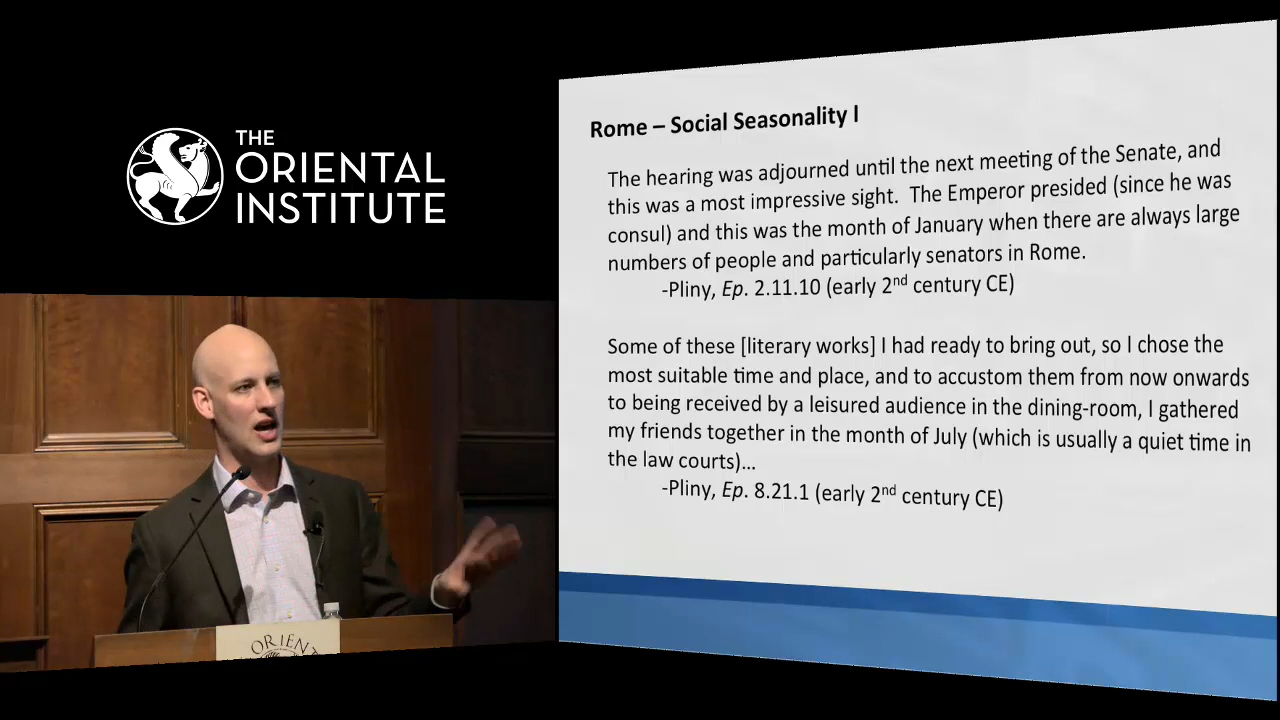 THE
ORIENTAL
INSTITUTE
Rome – Social Seasonality I
The hearing was adjourned until the next meeting of the Senate, and
this was a most impressive sight. The Emperor presided (since he was
consul) and this was the month of January when there are always large
numbers of people and particularly senators in Rome.
-Pliny, Ep. 2.11.10 (early 2nd century CE)
Some of these [literary works] I had ready to bring out, so I chose the
most suitable time and place, and to accustom them from now onwards
to being received by a leisured audience in the dining-room, I gathered
my friends together in the month of July (which is usually a quiet time in
the law courts)…
-Pliny, Ep. 8.21.1 (early 2nd century CE)
ORIENT